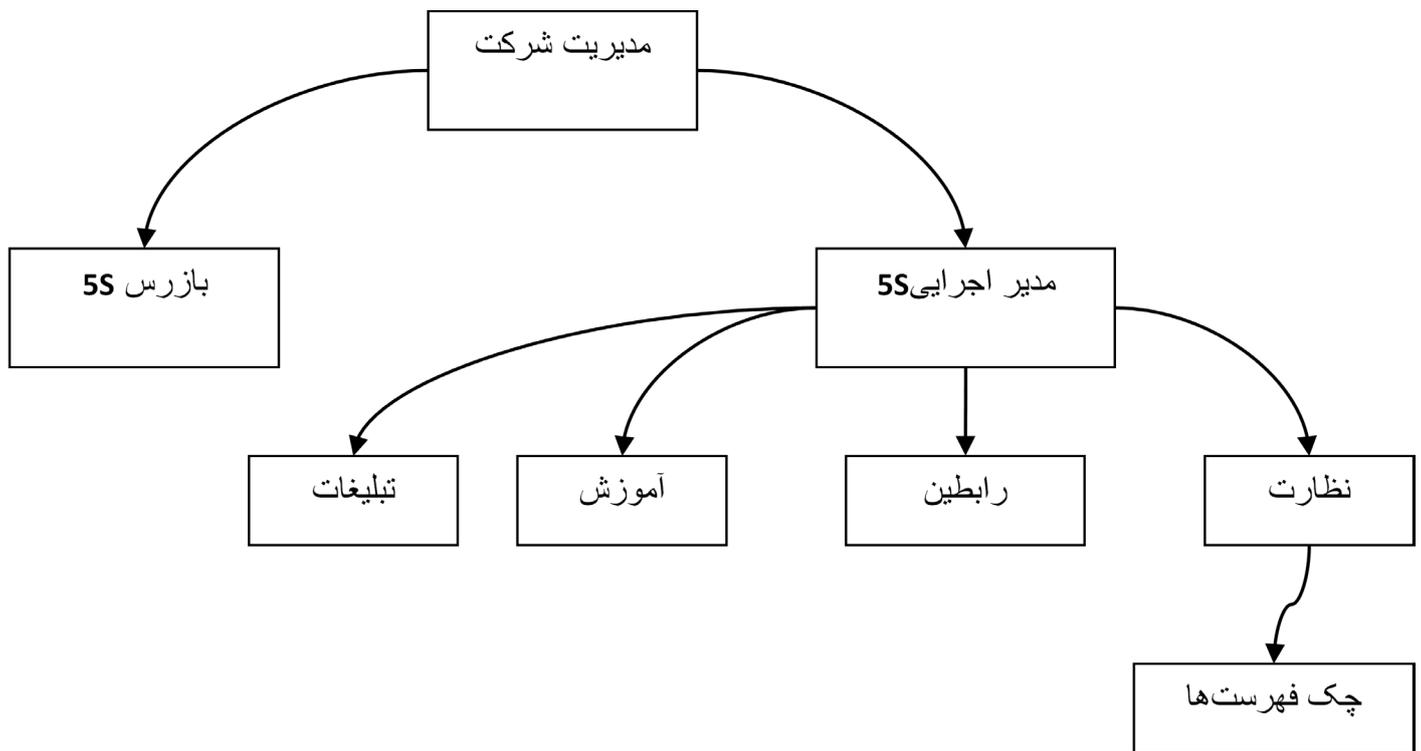 مدیریت شرکت
مدیر اجرایی5S
بازرس 5S
نظارت
رابطین
آموزش
تبلیغات
چک فهرست‌ها